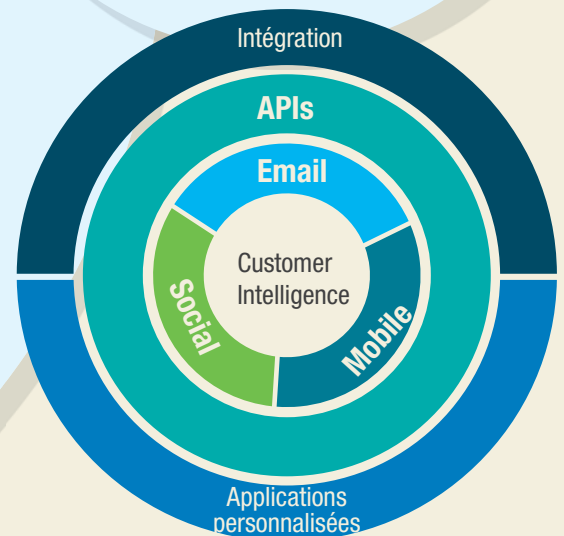 Intégration
APIs
Email
Customer
Intelligence
Social
Mobile
Applications
personnalisées